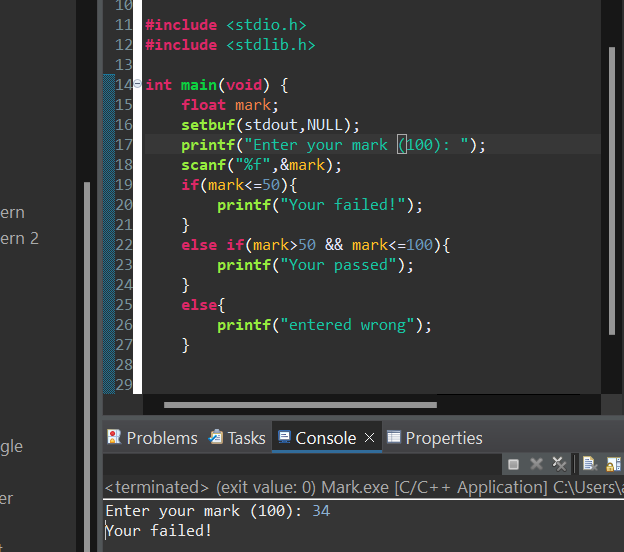 10
11 #include <stdio.h>
12 #include <stdlib.h>
13
14 int main(void) {
15     float mark;
16     setbuf(stdout,NULL);
17     printf("Enter your mark (100): ");
18     scanf("%f",&mark);
19     if(mark<=50){
20         printf("Your failed!");
21     }
22     else if(mark>50 && mark<=100){
23         printf("Your passed");
24     }
25     else{
26         printf("entered wrong");
27     }
28
29
ern
ern 2
gle
er
Problems Tasks Console Properties
<terminated> (exit value: 0) Mark.exe [C/C++ Application] C:\Users\a
Enter your mark (100): 34
Your failed!